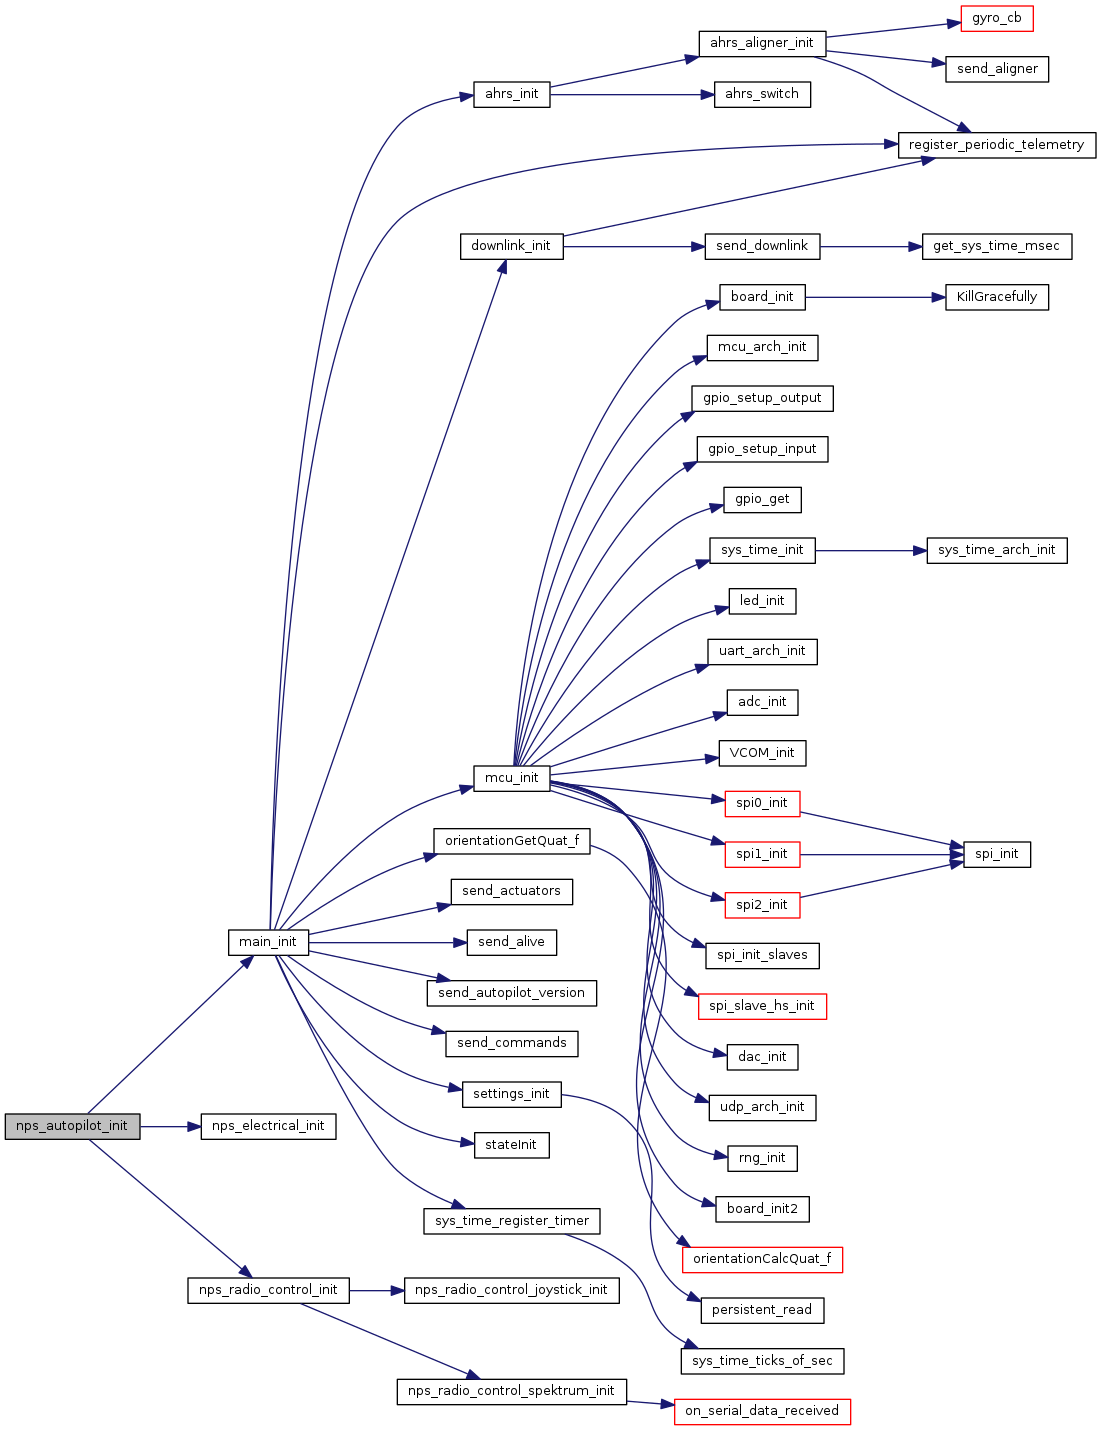 gyro_cb
ahrs_aligner_init
send_aligner
ahrs_init
ahrs_switch
register_periodic_telemetry
downlink_init
send_downlink
get_sys_time_msec
board_init
KillGracefully
mcu_arch_init
gpio_setup_output
gpio_setup_input
gpio_get
sys_time_init
sys_time_arch_init
led_init
uart_arch_init
adc_init
VCOM_init
mcu_init
spi0_init
orientationGetQuat_f
spi1_init
spi_init
send_actuators
spi2_init
main_init
send_alive
spi_init_slaves
send_autopilot_version
spi_slave_hs_init
send_commands
dac_init
settings_init
udp_arch_init
nps_autopilot_init
nps_electrical_init
stateInit
rng_init
board_init2
sys_time_register_timer
orientationCalcQuat_f
nps_radio_control_init
nps_radio_control_joystick_init
persistent_read
sys_time_ticks_of_sec
nps_radio_control_spektrum_init
on_serial_data_received